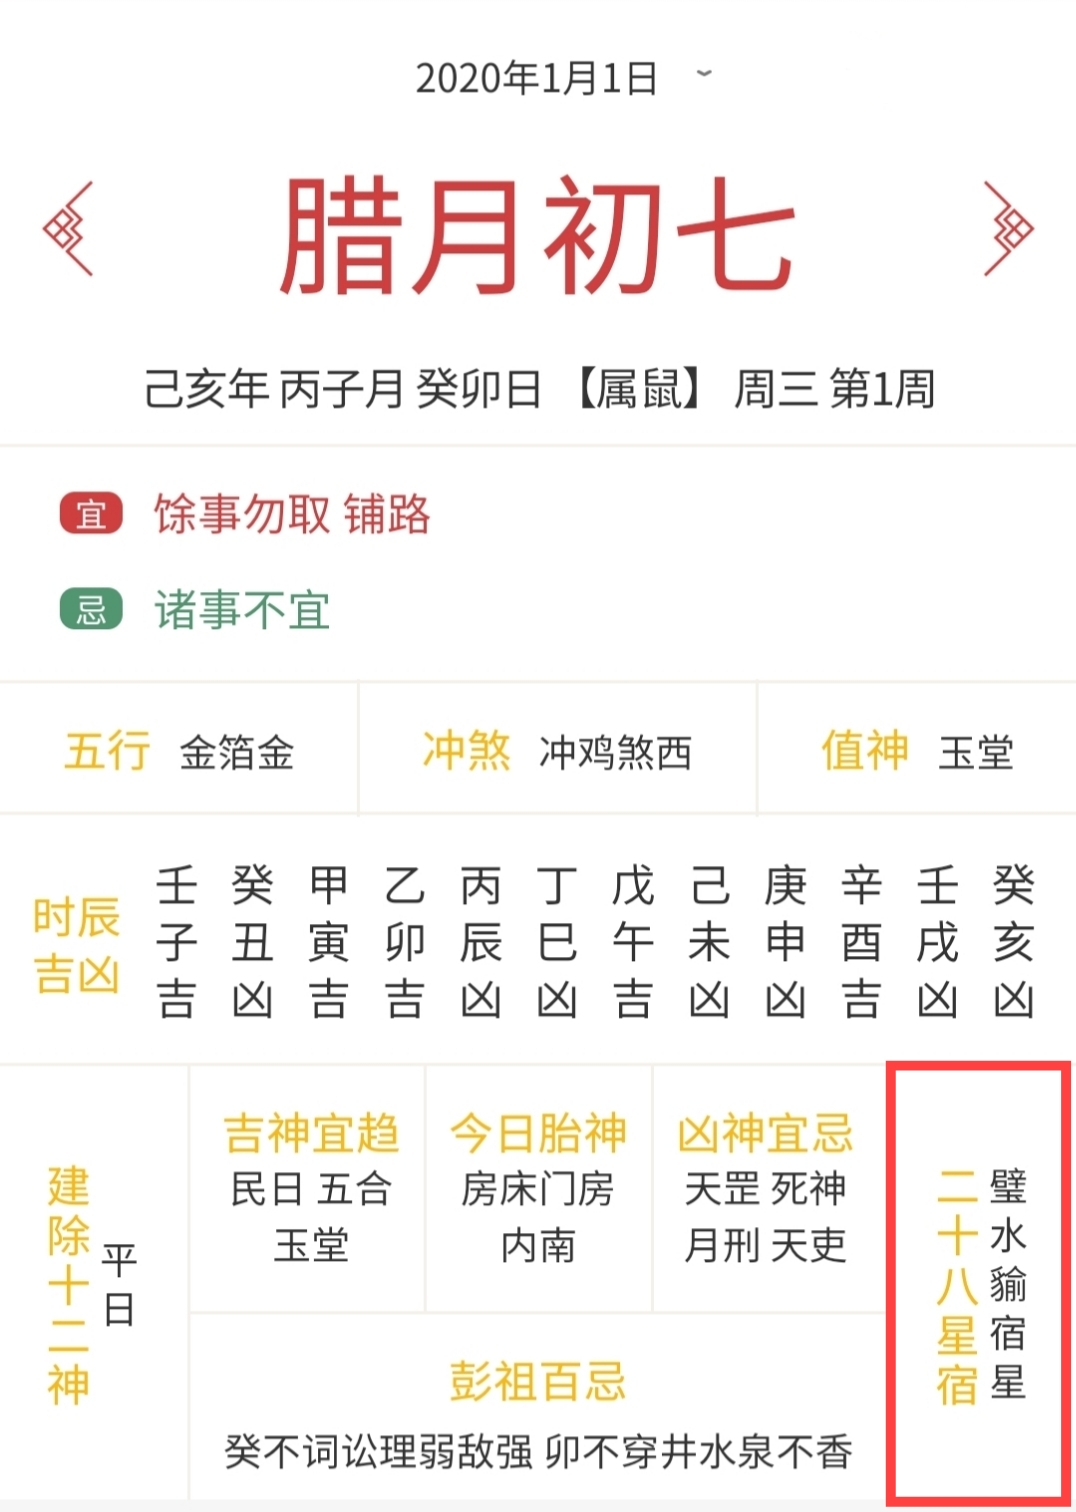 2020年1月1日
腊月初七
己亥年 丙子月 癸卯日 【属鼠】 周三 第1周
宜 馀事勿取 铺路
忌 诸事不宜
五行 金箔金
冲煞 冲鸡煞西
值神 玉堂
时辰吉凶
壬子吉
癸丑凶
甲寅吉
乙卯吉
丙辰凶
丁巳凶
戊午吉
己未凶
庚申凶
辛酉吉
壬戌凶
癸亥凶
建除十二神
平日
吉神宜趋
民日 五合
玉堂
今日胎神
房床门房
内南
凶神宜忌
天罡 死神
月刑 天吏
彭祖百忌
癸不词讼理弱敌强 卯不穿井水泉不香
二十八星宿
璧水貐宿星